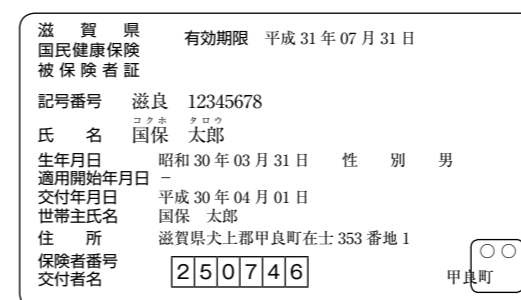 滋賀県
国民健康保険
被保険者証
有効期限 平成 31 年 07 月 31 日
記号番号 滋良 12345678
コクホ タロウ
氏名 国保 太郎
生年月日 昭和 30 年 03 月 31 日 性別 男
適用開始年月日 −
交付年月日 平成 30 年 04 月 01 日
世帯主氏名 国保 太郎
住所 滋賀県犬上郡甲良町在士 353 番地 1
保険者番号 250746
交付者名 甲良町
○○